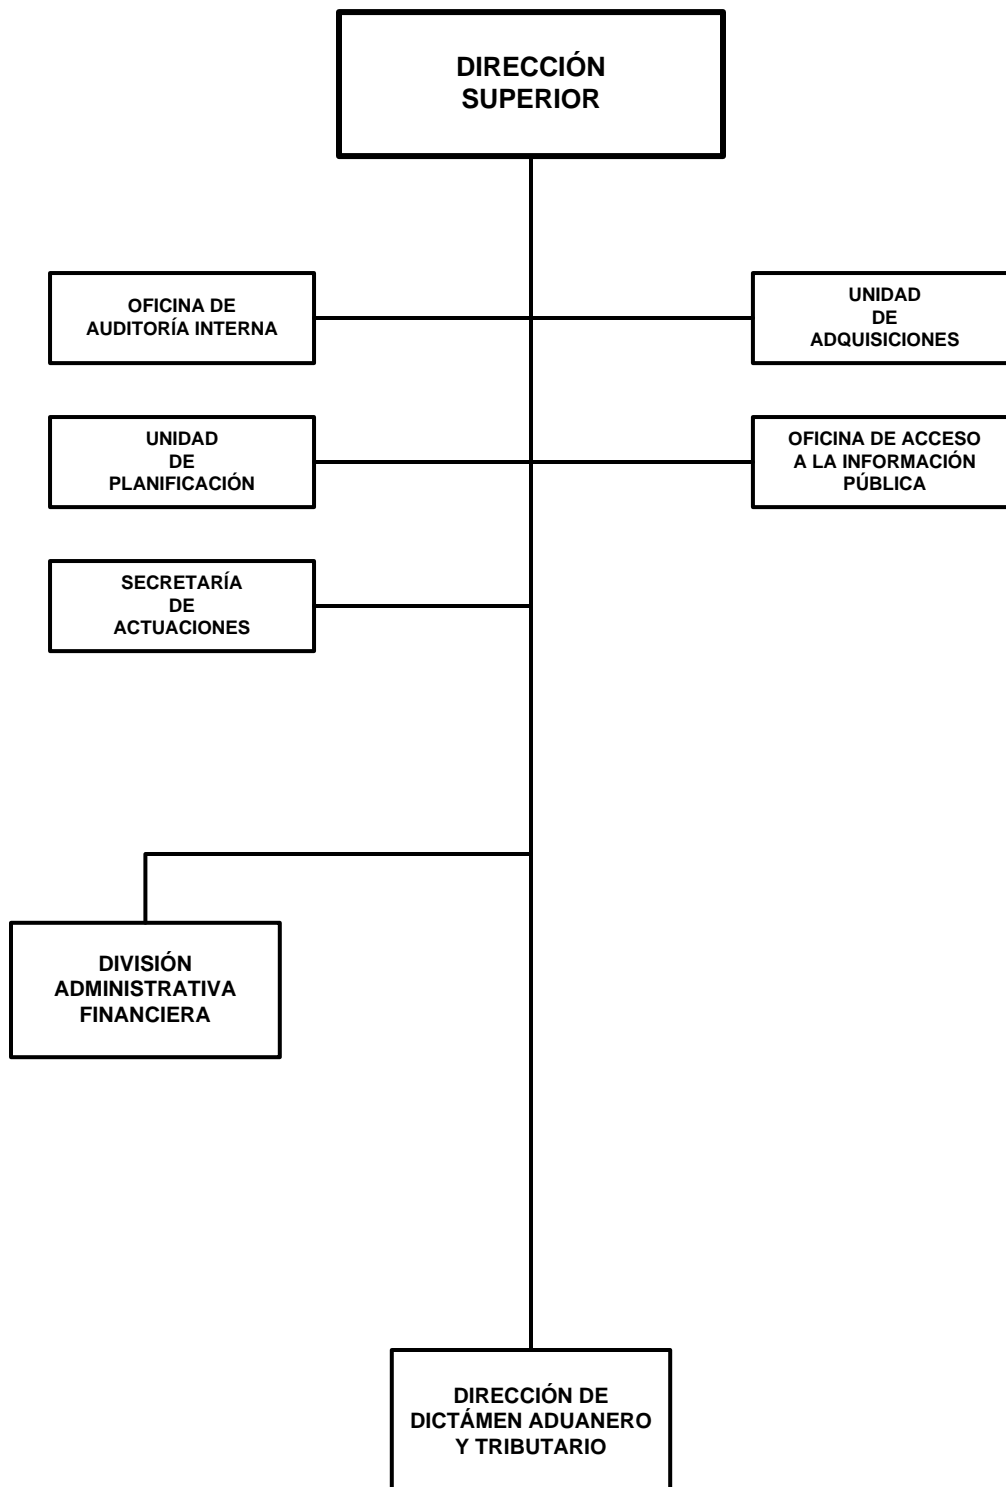 DIRECCIÓN
SUPERIOR
OFICINA DE
AUDITORÍA INTERNA
UNIDAD
DE
ADQUISICIONES
UNIDAD
DE
PLANIFICACIÓN
OFICINA DE ACCESO
A LA INFORMACIÓN
PÚBLICA
SECRETARÍA
DE
ACTUACIONES
DIVISIÓN
ADMINISTRATIVA
FINANCIERA
DIRECCIÓN DE
DICTÁMEN ADUANERO
Y TRIBUTARIO